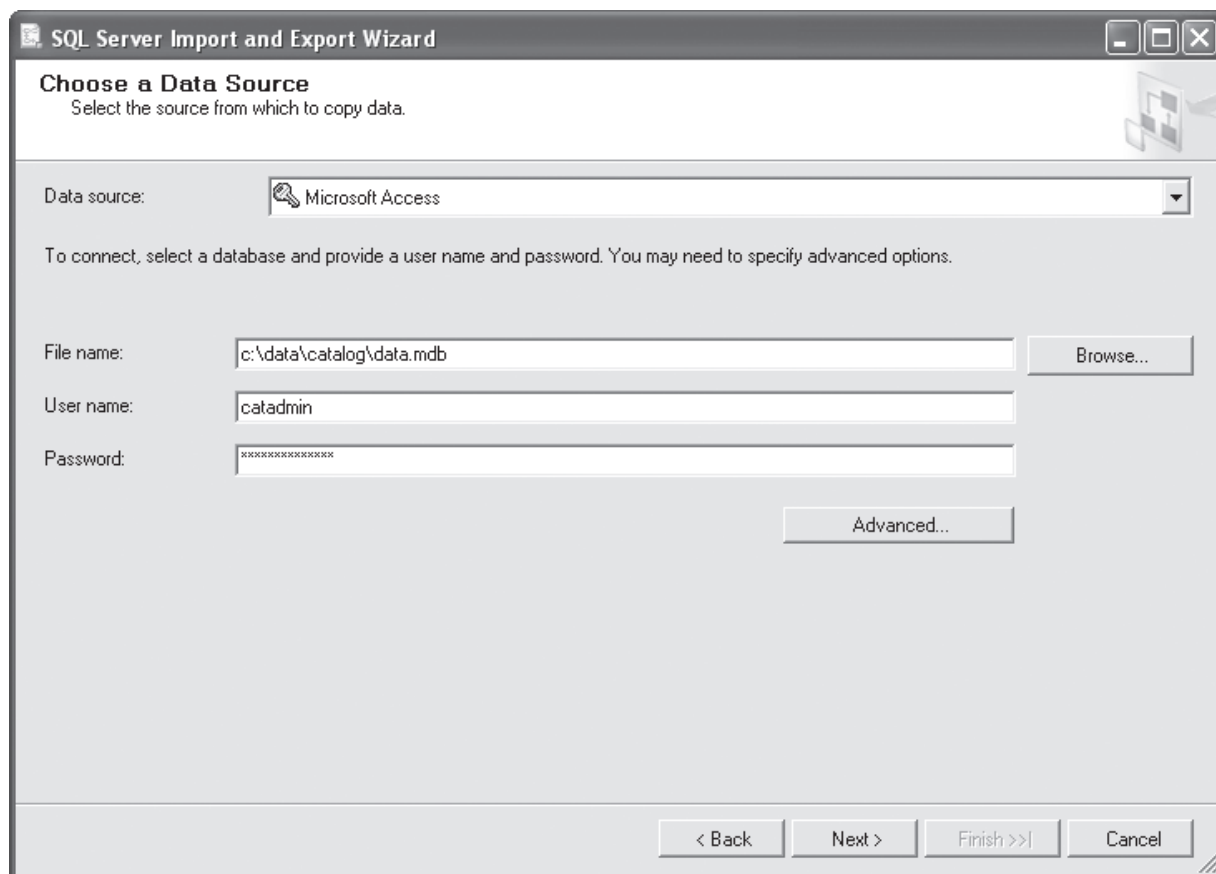 SQL Server Import and Export Wizard
Choose a Data Source
Select the source from which to copy data.
Data source: Microsoft Access
To connect, select a database and provide a user name and password. You may need to specify advanced options.
File name: c:\data\catalog\data.mdb Browse...
User name: catadmin
Password: **************
Advanced...
< Back Next > Finish >>| Cancel